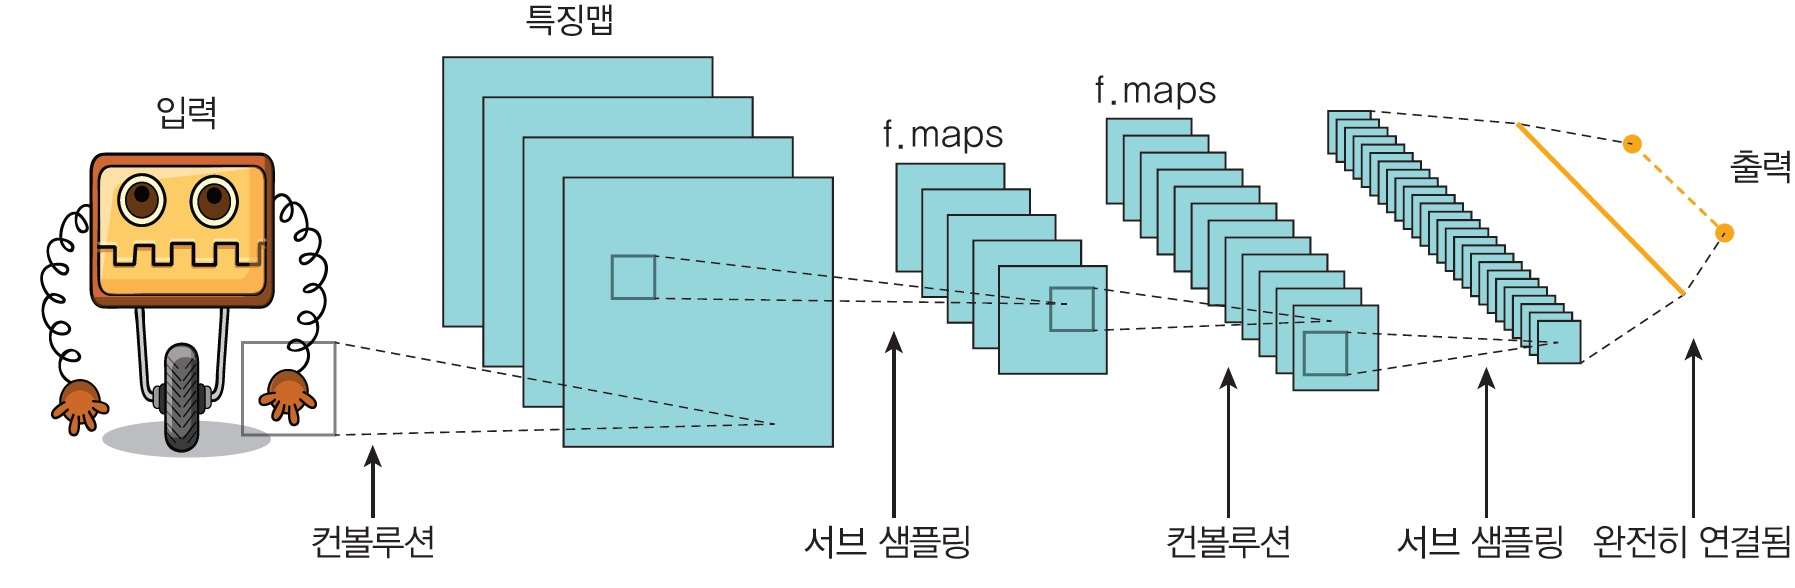 특징맵
입력
f.maps
f.maps
출력
컨볼루션
서브 샘플링
컨볼루션
서브 샘플링
완전히 연결됨